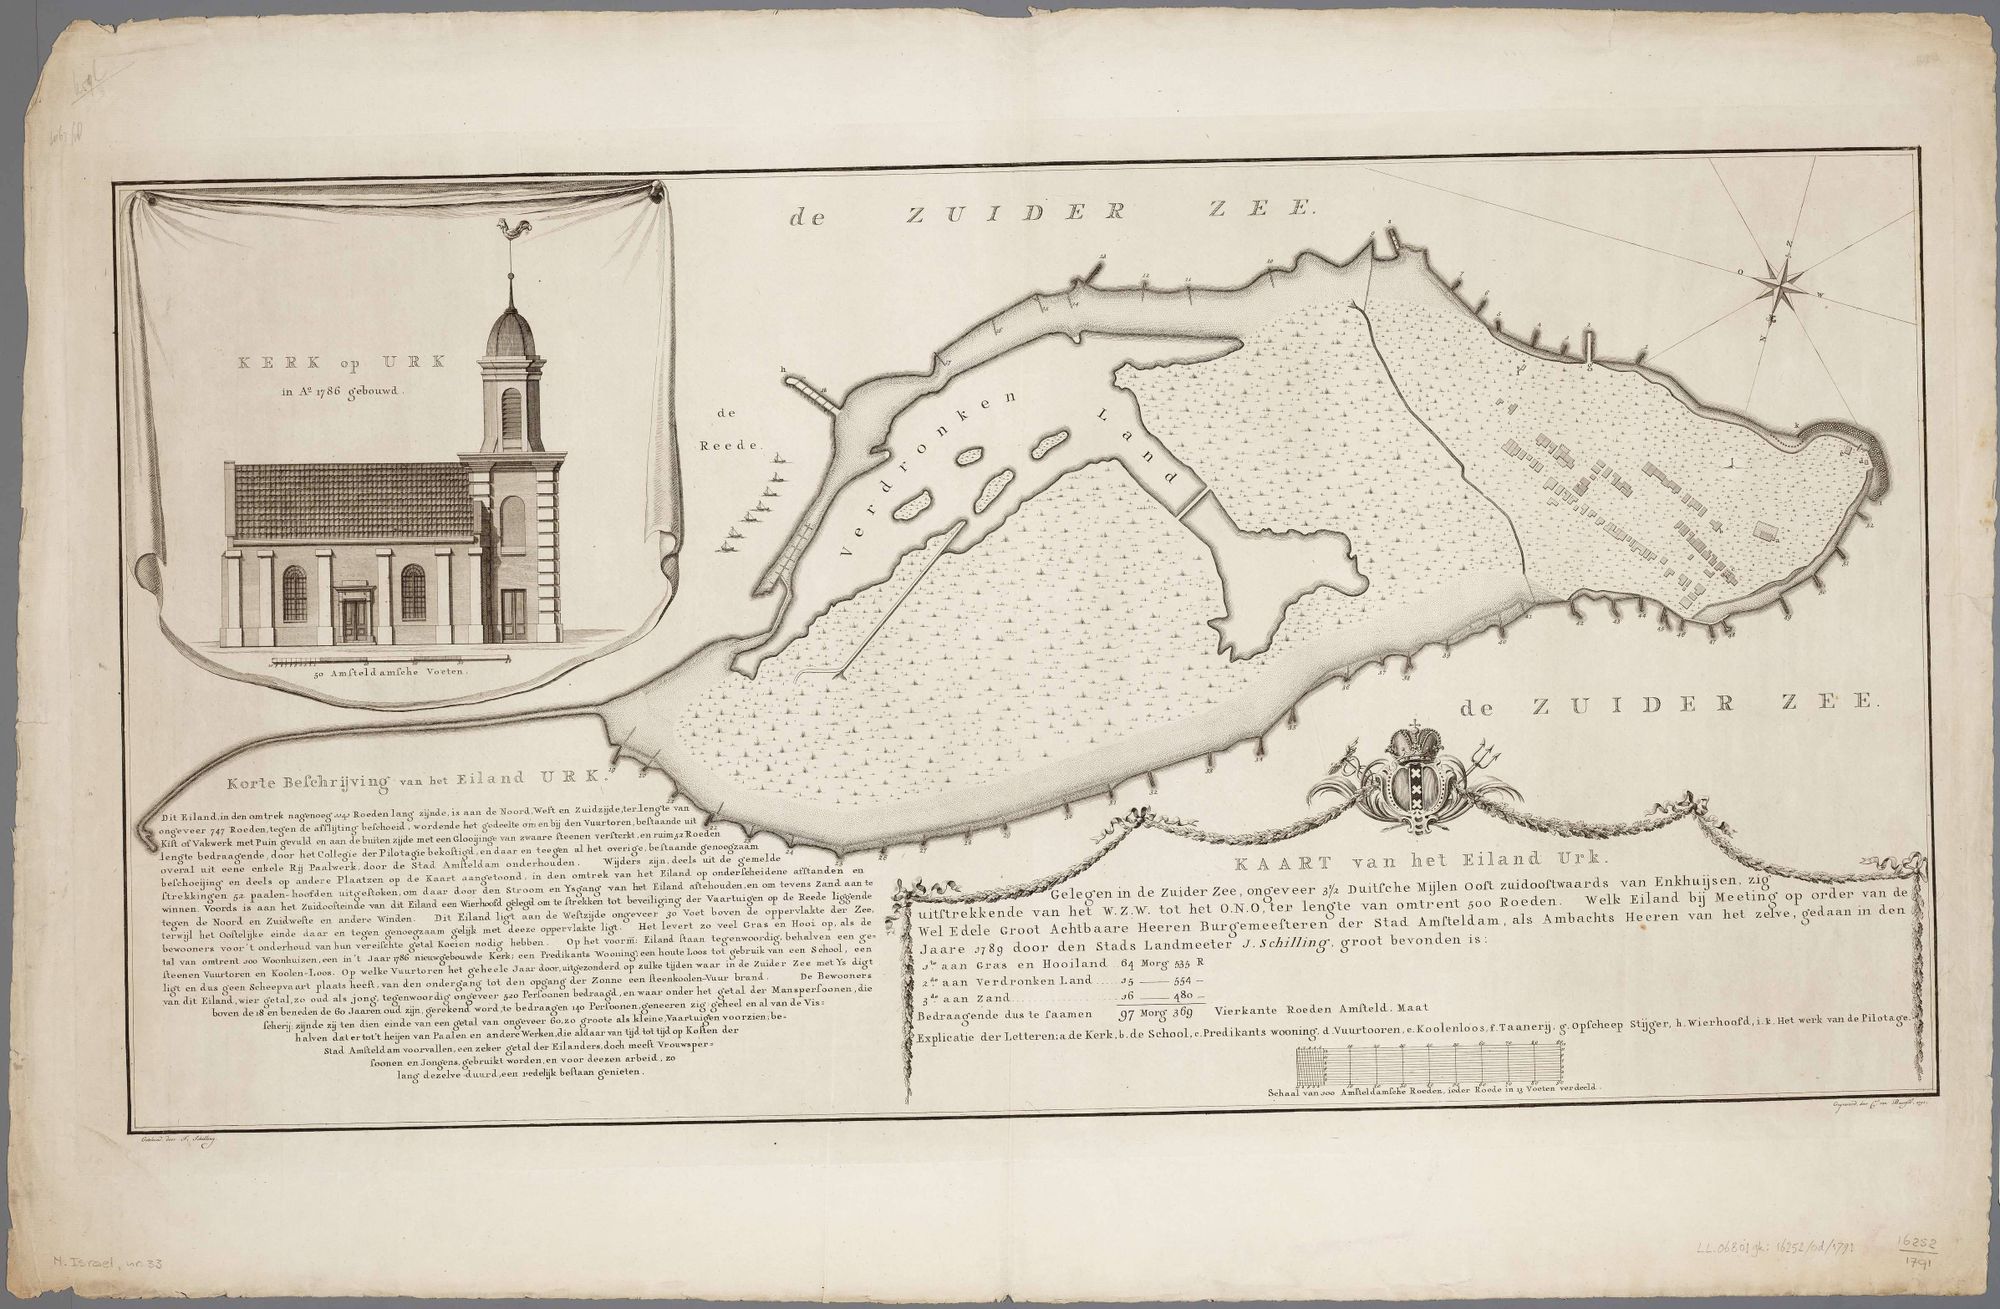 de ZUIDER ZEE.
KERK op URK
in Aº 1786 gebouwd.
50 Amſteldamſche Voeten.
de
Reede.
Verdronken Land
N
O
W
Z
de ZUIDER ZEE.
Korte Beſchrijving van het Eiland URK.
Dit Eiland, in den omtrek nagenoeg Roeden lang zijnde, is aan de Noord, Weſt en Zuidzijde, ter lengte van
ongeveer 747 Roeden, tegen de afſlijting beſchoeid, wordende het gedeelte om en bij den Vuurtoren, beſtaande uit
Kiſt of Vakwerk met Puin gevuld en aan de buiten zijde met een Glooijinge van zwaare ſteenen verſterkt, en ruim 52 Roeden
lengte bedraagende, door het Collegie der Pilotagie bekoſtigd, en daar en teegen al het overige, beſtaande genoegzaam
overal uit eene enkele Rij Paalwerk, door de Stad Amſteldam onderhouden. Wijders zijn, deels uit de gemelde
beſchoeijing en deels op andere Plaatzen op de Kaart aangetoond, in den omtrek van het Eiland op onderſcheidene afſtanden en
ſtrekkingen 52 paalen-hoofden uitgeſtoken, om daar door den Stroom en Ysgang van het Eiland aftehouden, en om tevens Zand aan te
winnen. Voords is aan het Zuidooſteinde van dit Eiland een Wierhoofd gelegd om te ſtrekken tot beveiliging der Vaartuigen op de Reede liggende
tegen de Noord en Zuidweſte en andere Winden. Dit Eiland ligt aan de Weſtzijde ongeveer 30 Voet boven de oppervlakte der Zee,
terwijl het Ooſtelijke einde daar en tegen genoegzaam gelijk met deeze oppervlakte ligt. Het levert zo veel Gras en Hooi op, als de
bewooners voor 't onderhoud van hun vereiſchte getal Koeien nodig hebben. Op het voorm: Eiland ſtaan tegenwoordig, behalven een ge-
tal van omtrent 100 Woonhuizen, een in 't Jaar 1786 nieuwgebouwde Kerk; een Predikants Wooning; een houte Loos tot gebruik van een School, een
ſteenen Vuurtoren en Koolen-Loos. Op welke Vuurtoren het geheele Jaar door, uitgezonderd op zulke tijden waar in de Zuider Zee met Ys digt
ligt en dus geen Scheepvaart plaats heeft, van den ondergang tot den opgang der Zonne een ſteenkoolen-Vuur brand. De Bewooners
van dit Eiland, wier getal, zo oud als jong, tegenwoordig ongeveer 520 Perſoonen bedraagd, en waar onder het getal der Mansperſoonen, die
boven de 18 en beneden de 60 Jaaren oud zijn, gerekend word, te bedraagen 140 Perſoonen, geneeren zig geheel en al van de Vis=
ſcherij; zijnde zij ten dien einde van een getal van ongeveer 60, zo groote als kleine, Vaartuigen voorzien; be=
halven dat er tot 't heijen van Paalen en andere Werken, die aldaar van tijd tot tijd op Koſten der
Stad Amſteldam voorvallen, een zeker getal der Eilanders, doch meeſt Vrouwsper=
ſoonen en Jongens, gebruikt worden, en voor deezen arbeid, zo
lang dezelve duurd, een redelijk beſtaan genieten.
KAART van het Eiland Urk.
Gelegen in de Zuider Zee, ongeveer 3½ Duitſche Mijlen Ooſt zuidooſtwaards van Enkhuijſen, zig
uitſtrekkende van het W.Z.W. tot het O.N.O, ter lengte van omtrent 500 Roeden. Welk Eiland bij Meeting op order van de
Wel Edele Groot Achtbaare Heeren Burgemeeſteren der Stad Amſteldam, als Ambachts Heeren van het zelve, gedaan in den
Jaare 1789 door den Stads Landmeeter J. Schilling, groot bevonden is:
1te aan Gras en Hooiland 64 Morg 535 R
2de aan Verdronken Land 15 — 554 —
3de aan Zand 16 — 480 —
Bedraagende dus te ſaamen 97 Morg 369 Vierkante Roeden Amſteld. Maat
Explicatie der Letteren; a. de Kerk, b. de School, c. Predikants wooning, d. Vuurtooren, e. Koolenloos, f. Taanerij, g. Opſcheep Stijger, h. Wierhoofd, i. k. Het werk van de Pilotage.
Schaal van 100 Amſteldamſche Roeden, ieder Roede in 13 Voeten verdeeld.
Getekend door J. Schilling.
N. Israel, nr. 33
LL.06801gk: 16252/od/1791
16252
1791